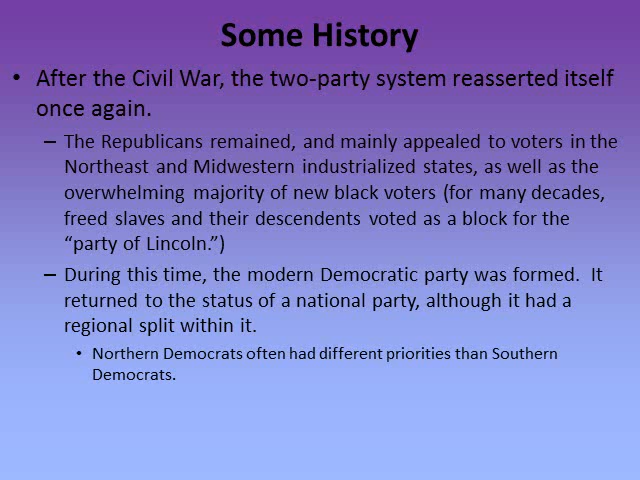 Some History
• After the Civil War, the two-party system reasserted itself
once again.
– The Republicans remained, and mainly appealed to voters in the
Northeast and Midwestern industrialized states, as well as the
overwhelming majority of new black voters (for many decades,
freed slaves and their descendents voted as a block for the
“party of Lincoln.”)
– During this time, the modern Democratic party was formed.  It
returned to the status of a national party, although it had a
regional split within it.
• Northern Democrats often had different priorities than Southern
Democrats.